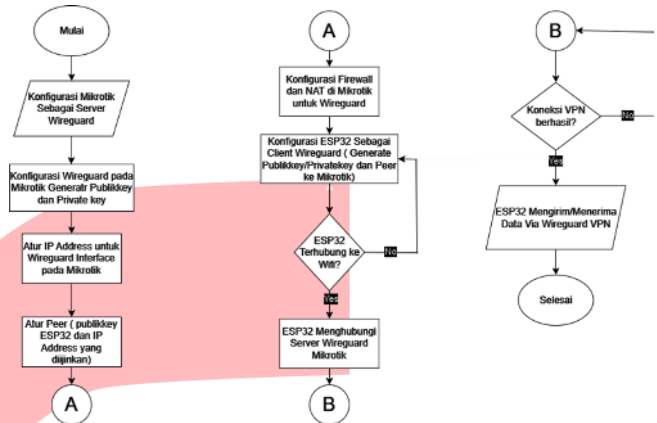 Mulai
Konfigurasi Mikrotik
Sebagai Server
Wireguard
Konfigurasi Wireguard pada
Mikrotik Generatr Publikkey
dan Private key
Atur IP Address untuk
Wireguard Interface
pada Mikrotik
Atur Peer ( publikkey
ESP32 dan IP
Address yang
diijinkan)
A
A
Konfigurasi Firewall
dan NAT di Mikrotik
untuk Wireguard
Konfigurasi ESP32 Sebagai
Client Wireguard ( Generate
Publikkey/Privatekey dan Peer
ke Mikrotik)
ESP32
Terhubung ke
Wifi?
No
Yes
ESP32 Menghubungi
Server Wireguard
Mikrotik
B
B
Koneksi VPN
berhasil?
No
Yes
ESP32 Mengirim/Menerima
Data Via Wireguard VPN
Selesai